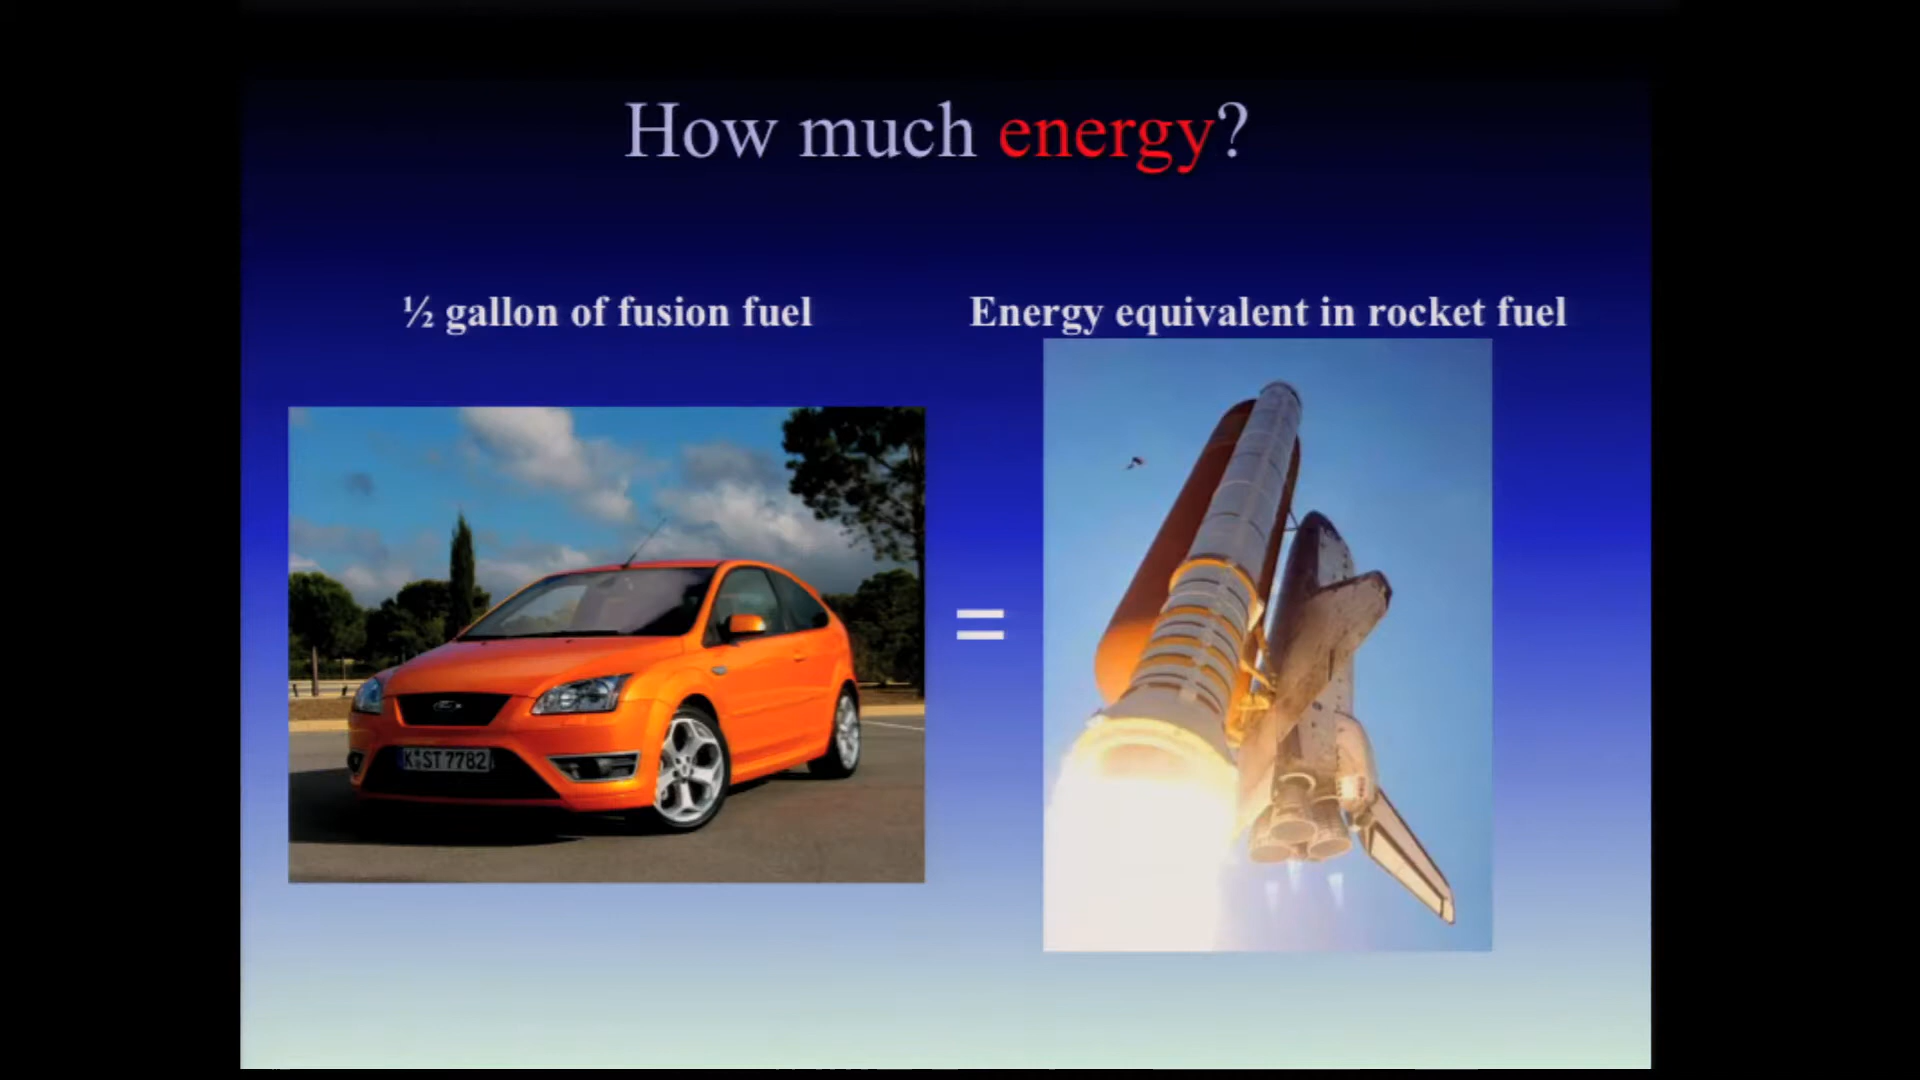 How much energy?
½ gallon of fusion fuel
Energy equivalent in rocket fuel
=
K ST 7782